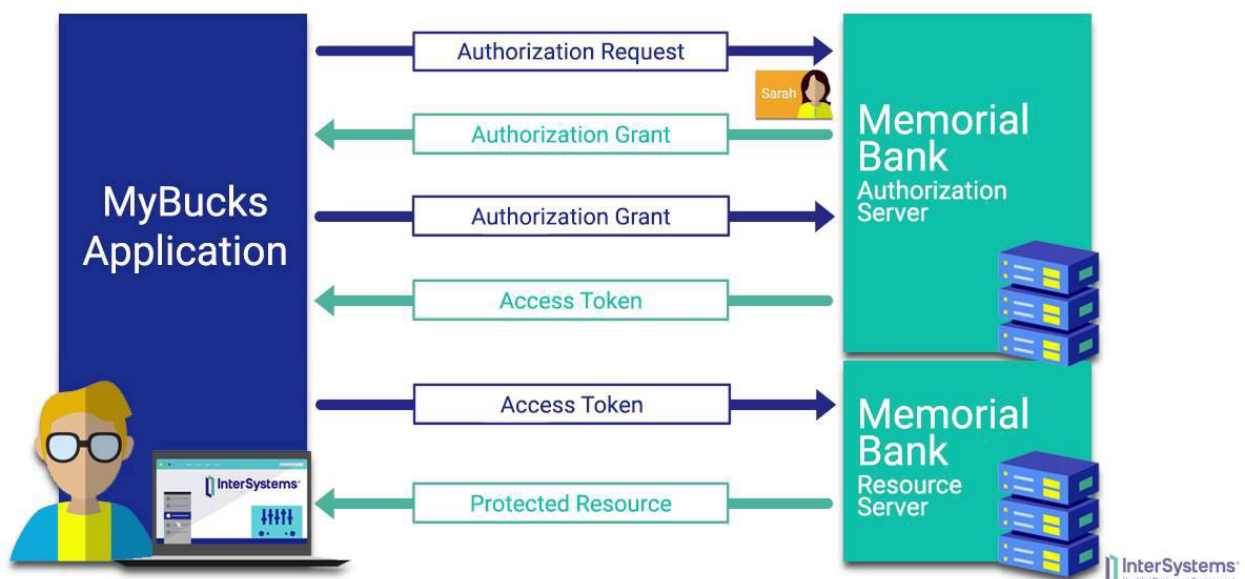 Authorization Request
Sarah
Authorization Grant
MyBucks
Application
Authorization Grant
Access Token
Memorial
Bank
Authorization
Server
Access Token
Protected Resource
Memorial
Bank
Resource
Server
InterSystems
InterSystems